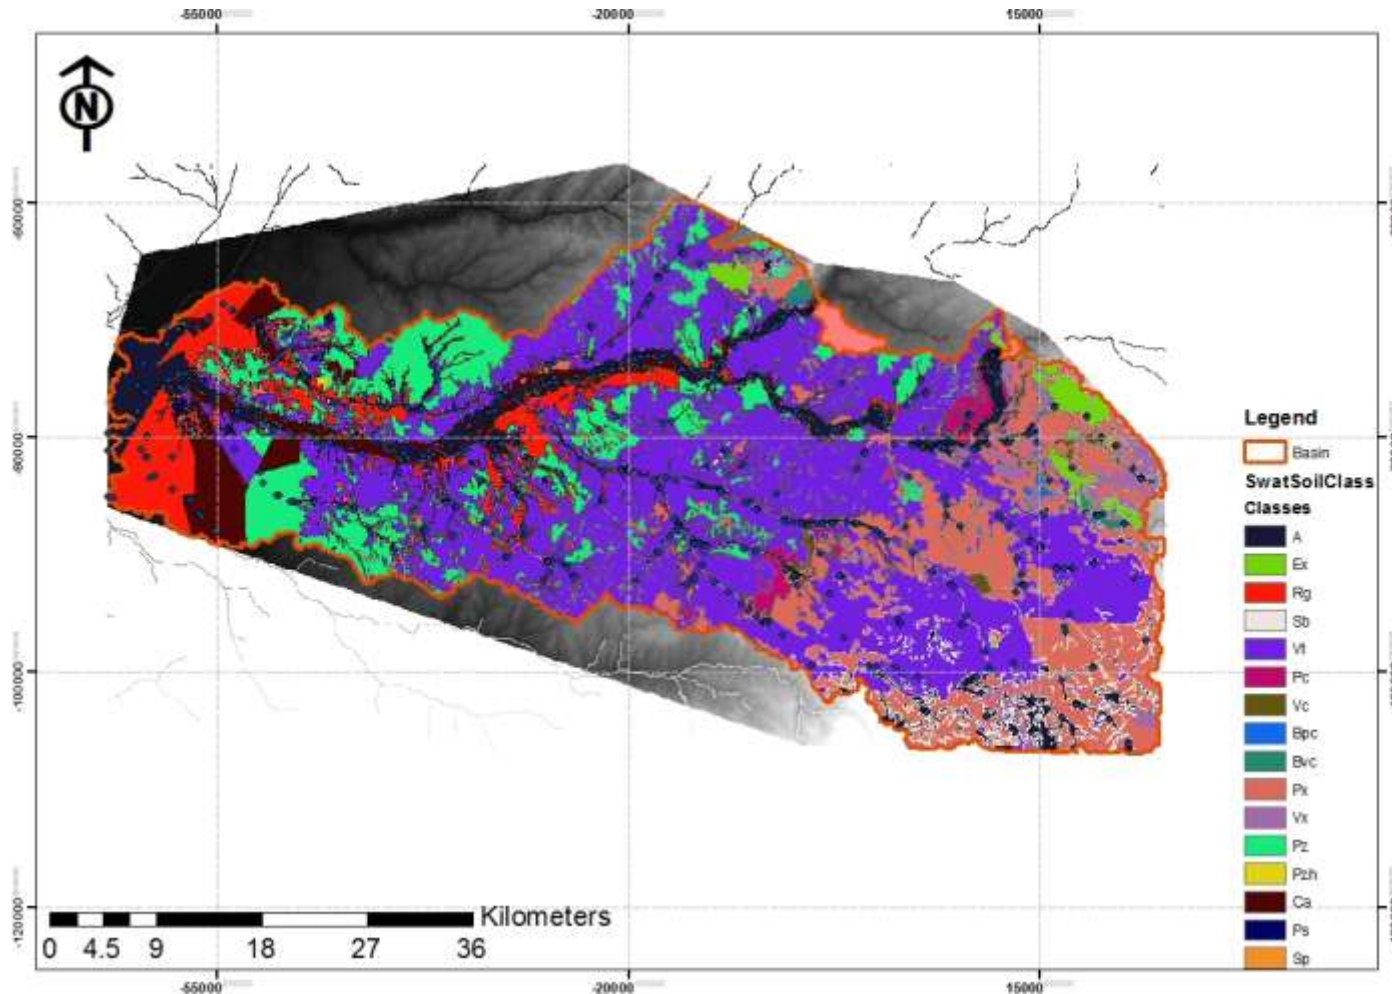 -55000
-20000
15000
N
-60000
-80000
-100000
-120000
Legend
Basin
SwatSoilClass
Classes
A
Ex
Rg
Sb
Vt
Pc
Vc
Bpc
Bvc
Px
Vx
Pz
Pzh
Ca
Ps
Sp
Kilometers
0 4.5 9 18 27 36
-55000
-20000
15000